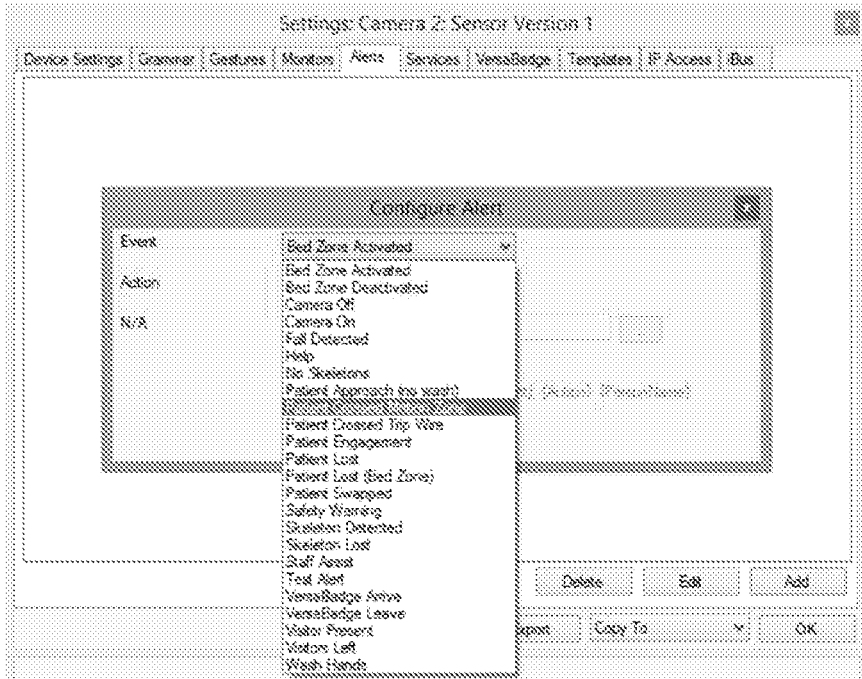 Settings: Camera 2: Sensor Version 1
Device Settings Grammar Gestures Monitors Alerts Services VersaBadge Templates IP Access iBus
Configure Alert
Event
Bed Zone Activated
Action
N/A
Bed Zone Activated
Bed Zone Deactivated
Camera Off
Camera On
Fall Detected
Help
No Skeletons
Patient Approach (no wash)
Patient Crossed Trip Wire
Patient Engagement
Patient Lost
Patient Lost (Bed Zone)
Patient Swapped
Safety Warning
Skeleton Detected
Skeleton Lost
Staff Assist
Test Alert
VersaBadge Arrive
VersaBadge Leave
Visitor Present
Visitors Left
Wash Hands
{Action} {PersonName}
Delete Edit Add
Copy To OK